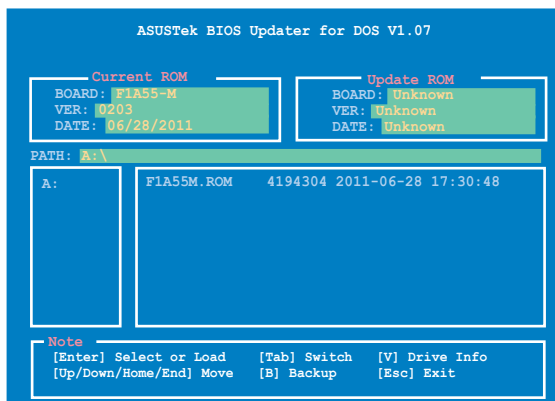 ASUSTek BIOS Updater for DOS V1.07
Current ROM
BOARD: F1A55-M
VER: 0203
DATE: 06/28/2011
Update ROM
BOARD: Unknown
VER: Unknown
DATE: Unknown
PATH: A:\
A:
F1A55M.ROM 4194304 2011-06-28 17:30:48
Note
[Enter] Select or Load [Tab] Switch [V] Drive Info
[Up/Down/Home/End] Move [B] Backup [Esc] Exit